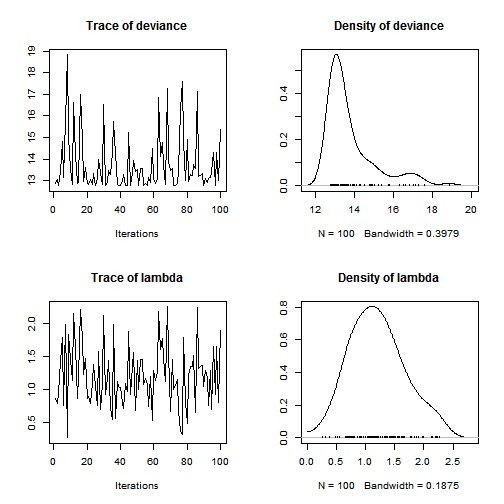 Trace of deviance
13 14 15 16 17 18 19
0 20 40 60 80 100
Iterations
Density of deviance
0.0 0.2 0.4
12 14 16 18 20
N = 100 Bandwidth = 0.3979
Trace of lambda
0.5 1.0 1.5 2.0
0 20 40 60 80 100
Iterations
Density of lambda
0.0 0.2 0.4 0.6 0.8
0.0 0.5 1.0 1.5 2.0 2.5
N = 100 Bandwidth = 0.1875